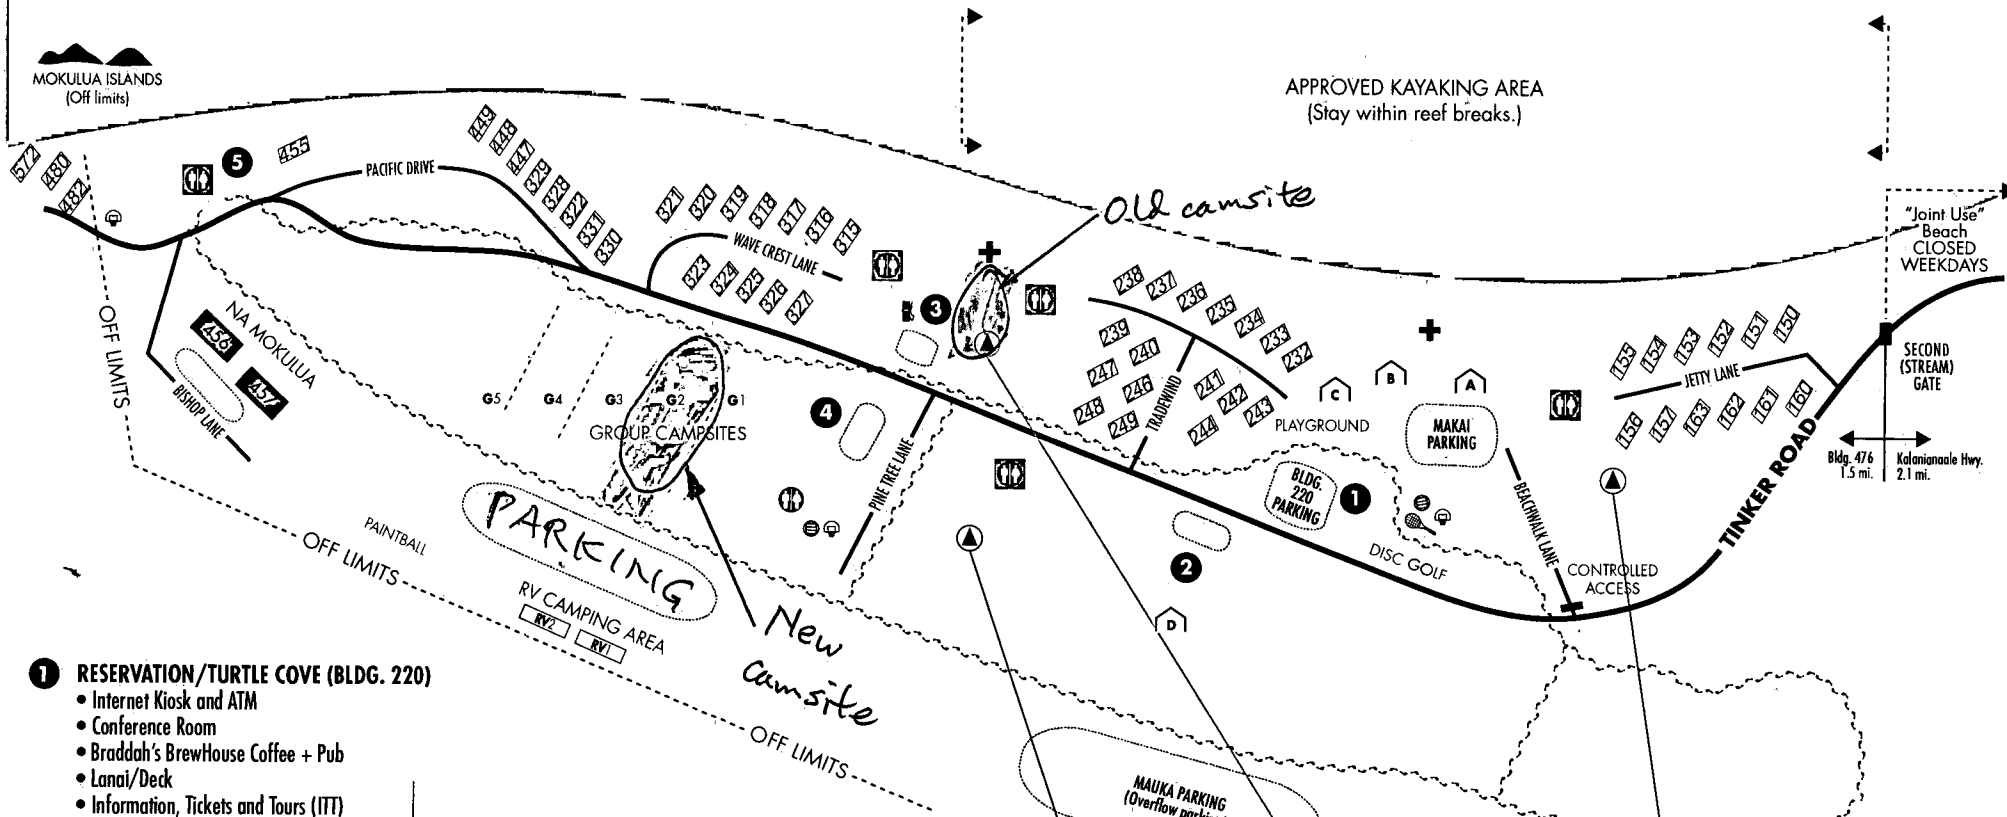 MOKULUA ISLANDS
(Off limits)
APPROVED KAYAKING AREA
(Stay within reef breaks.)
"Joint Use"
Beach
CLOSED
WEEKDAYS
Old camsite
572
480
482
5
455
PACIFIC DRIVE
449
448
447
329
328
322
331
330
321
320
319
318
317
316
315
WAVE CREST LANE
323
324
325
326
327
3
238
237
236
235
234
233
232
239
240
247
246
248
249
241
242
243
244
TRADEWIND
C
B
A
PLAYGROUND
MAKAI
PARKING
155
154
153
152
151
150
JETTY LANE
156
157
163
162
161
160
SECOND
(STREAM)
GATE
Bldg. 476
1.5 mi.
Kalanianaole Hwy.
2.1 mi.
TINKER ROAD
OFF LIMITS
NA MOKULUA
456
457
BISHOP LANE
G5
G4
G3
G2
G1
GROUP CAMPSITES
4
PINE TREE LANE
BLDG.
220
PARKING
1
BEACHWALK LANE
DISC GOLF
CONTROLLED
ACCESS
2
D
PAINTBALL
OFF LIMITS
PARKING
RV CAMPING AREA
RV2
RV1
New
camsite
OFF LIMITS
MAUKA PARKING
1 RESERVATION/TURTLE COVE (BLDG. 220)
• Internet Kiosk and ATM
• Conference Room
• Braddah's BrewHouse Coffee + Pub
• Lanai/Deck
• Information, Tickets and Tours (ITT)